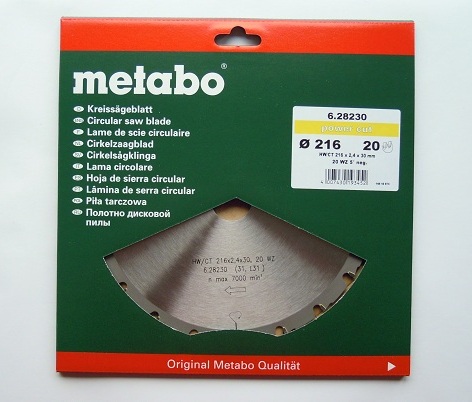 metabo®
Kreissägeblatt
Circular saw blade
Lame de scie circulaire
Cirkelzaagblad
Cirkelsågklinga
Lama circolare
Hoja de sierra circular
Lâmina de serra circular
Piła tarczowa
Полотно дисковой
пилы
6.28230
power cut
Ø 216 20
HW/CT 216 x 2,4 x 30 mm
20 WZ 5° neg.
HW/CT 216x2,4x30, 20 WZ
6.28230 (31, L31)
n max 7000 min
Original Metabo Qualität